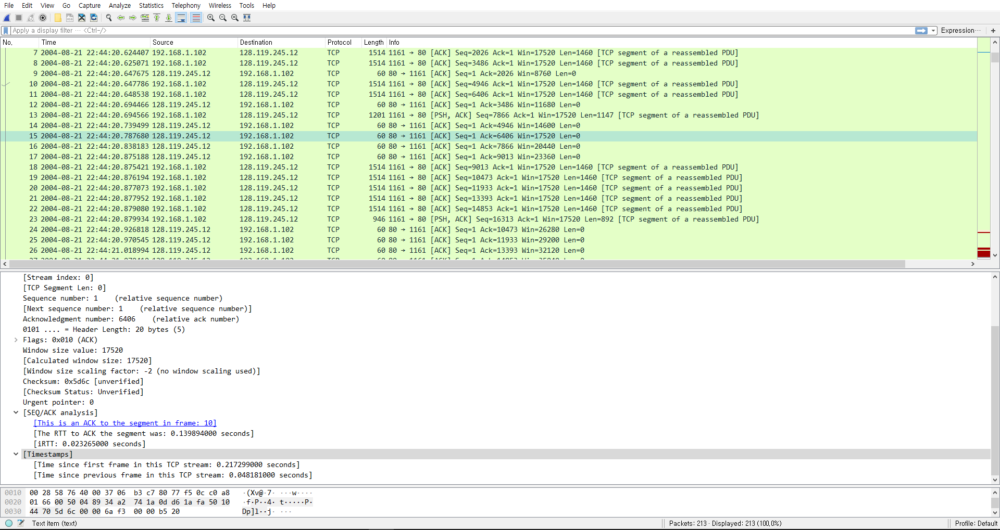 File Edit View Go Capture Analyze Statistics Telephony Wireless Tools Help
Apply a display filter ... <Ctrl-/> Expression... +
No. Time Source Destination Protocol Length Info
7 2004-08-21 22:44:20.624407 192.168.1.102 128.119.245.12 TCP 1514 1161 → 80 [ACK] Seq=2026 Ack=1 Win=17520 Len=1460 [TCP segment of a reassembled PDU]
8 2004-08-21 22:44:20.625071 192.168.1.102 128.119.245.12 TCP 1514 1161 → 80 [ACK] Seq=3486 Ack=1 Win=17520 Len=1460 [TCP segment of a reassembled PDU]
9 2004-08-21 22:44:20.647675 128.119.245.12 192.168.1.102 TCP 60 80 → 1161 [ACK] Seq=1 Ack=2026 Win=8760 Len=0
10 2004-08-21 22:44:20.647786 192.168.1.102 128.119.245.12 TCP 1514 1161 → 80 [ACK] Seq=4946 Ack=1 Win=17520 Len=1460 [TCP segment of a reassembled PDU]
11 2004-08-21 22:44:20.648538 192.168.1.102 128.119.245.12 TCP 1514 1161 → 80 [ACK] Seq=6406 Ack=1 Win=17520 Len=1460 [TCP segment of a reassembled PDU]
12 2004-08-21 22:44:20.694466 128.119.245.12 192.168.1.102 TCP 60 80 → 1161 [ACK] Seq=1 Ack=3486 Win=11680 Len=0
13 2004-08-21 22:44:20.694566 192.168.1.102 128.119.245.12 TCP 1201 1161 → 80 [PSH, ACK] Seq=7866 Ack=1 Win=17520 Len=1147 [TCP segment of a reassembled PDU]
14 2004-08-21 22:44:20.739499 128.119.245.12 192.168.1.102 TCP 60 80 → 1161 [ACK] Seq=1 Ack=4946 Win=14600 Len=0
15 2004-08-21 22:44:20.787680 128.119.245.12 192.168.1.102 TCP 60 80 → 1161 [ACK] Seq=1 Ack=6406 Win=17520 Len=0
16 2004-08-21 22:44:20.838183 128.119.245.12 192.168.1.102 TCP 60 80 → 1161 [ACK] Seq=1 Ack=7866 Win=20440 Len=0
17 2004-08-21 22:44:20.875188 128.119.245.12 192.168.1.102 TCP 60 80 → 1161 [ACK] Seq=1 Ack=9013 Win=23360 Len=0
18 2004-08-21 22:44:20.875421 192.168.1.102 128.119.245.12 TCP 1514 1161 → 80 [ACK] Seq=9013 Ack=1 Win=17520 Len=1460 [TCP segment of a reassembled PDU]
19 2004-08-21 22:44:20.876194 192.168.1.102 128.119.245.12 TCP 1514 1161 → 80 [ACK] Seq=10473 Ack=1 Win=17520 Len=1460 [TCP segment of a reassembled PDU]
20 2004-08-21 22:44:20.877073 192.168.1.102 128.119.245.12 TCP 1514 1161 → 80 [ACK] Seq=11933 Ack=1 Win=17520 Len=1460 [TCP segment of a reassembled PDU]
21 2004-08-21 22:44:20.877952 192.168.1.102 128.119.245.12 TCP 1514 1161 → 80 [ACK] Seq=13393 Ack=1 Win=17520 Len=1460 [TCP segment of a reassembled PDU]
22 2004-08-21 22:44:20.879080 192.168.1.102 128.119.245.12 TCP 1514 1161 → 80 [ACK] Seq=14853 Ack=1 Win=17520 Len=1460 [TCP segment of a reassembled PDU]
23 2004-08-21 22:44:20.879934 192.168.1.102 128.119.245.12 TCP 946 1161 → 80 [PSH, ACK] Seq=16313 Ack=1 Win=17520 Len=892 [TCP segment of a reassembled PDU]
24 2004-08-21 22:44:20.926818 128.119.245.12 192.168.1.102 TCP 60 80 → 1161 [ACK] Seq=1 Ack=10473 Win=26280 Len=0
25 2004-08-21 22:44:20.970545 128.119.245.12 192.168.1.102 TCP 60 80 → 1161 [ACK] Seq=1 Ack=11933 Win=29200 Len=0
26 2004-08-21 22:44:21.018994 128.119.245.12 192.168.1.102 TCP 60 80 → 1161 [ACK] Seq=1 Ack=13393 Win=32120 Len=0
[Stream index: 0]
[TCP Segment Len: 0]
Sequence number: 1 (relative sequence number)
[Next sequence number: 1 (relative sequence number)]
Acknowledgment number: 6406 (relative ack number)
0101 .... = Header Length: 20 bytes (5)
Flags: 0x010 (ACK)
Window size value: 17520
[Calculated window size: 17520]
[Window size scaling factor: -2 (no window scaling used)]
Checksum: 0x5d6c [unverified]
[Checksum Status: Unverified]
Urgent pointer: 0
[SEQ/ACK analysis]
[This is an ACK to the segment in frame: 10]
[The RTT to ACK the segment was: 0.139894000 seconds]
[iRTT: 0.023265000 seconds]
[Timestamps]
[Time since first frame in this TCP stream: 0.217299000 seconds]
[Time since previous frame in this TCP stream: 0.048181000 seconds]
0010 00 28 58 76 40 00 37 06 b3 c7 80 77 f5 0c c0 a8 ·(Xv@·7· ···w····
0020 01 66 00 50 04 89 34 a2 74 1a 0d d6 1a fa 50 10 ·f·P··4· t·····P·
0030 44 70 5d 6c 00 00 6a f3 00 00 b5 20 Dp]l··j· ···
Text item (text) Packets: 213 · Displayed: 213 (100.0%) Profile: Default